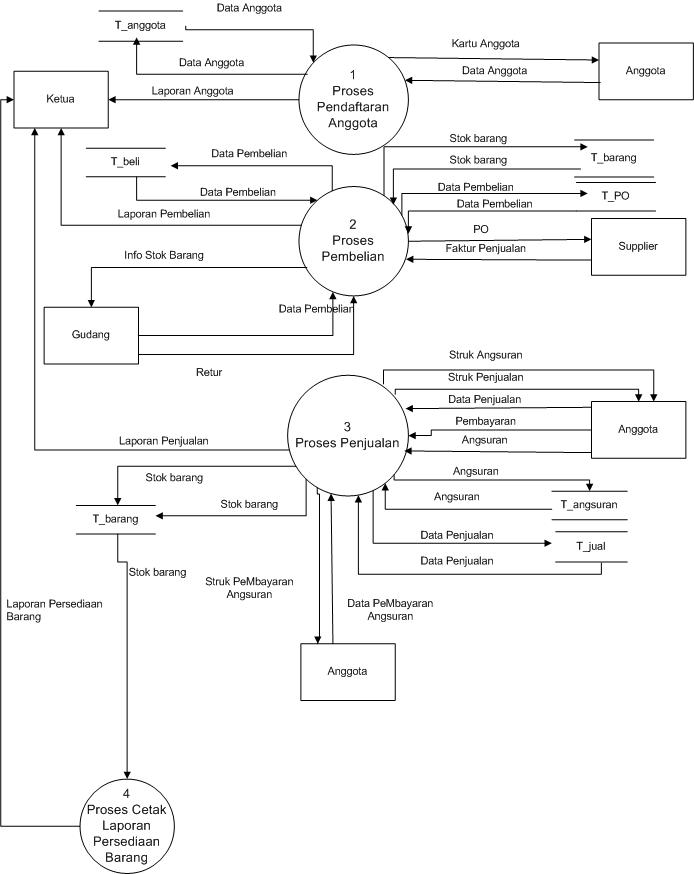 Data Anggota
T_anggota
Kartu Anggota
Data Anggota
Data Anggota
1
Proses
Pendaftaran
Anggota
Anggota
Laporan Anggota
Ketua
Stok barang
T_barang
Data Pembelian
T_beli
Stok barang
Data Pembelian
Data Pembelian
T_PO
Data Pembelian
Laporan Pembelian
2
Proses
Pembelian
PO
Faktur Penjualan
Supplier
Info Stok Barang
Data Pembelian
Gudang
Retur
Struk Angsuran
Struk Penjualan
Data Penjualan
Pembayaran
Angsuran
Anggota
3
Proses Penjualan
Laporan Penjualan
Stok barang
Angsuran
Angsuran
T_angsuran
Stok barang
T_barang
Data Penjualan
T_jual
Data Penjualan
Stok barang
Struk PeMbayaran
Angsuran
Data PeMbayaran
Angsuran
Laporan Persediaan
Barang
Anggota
4
Proses Cetak
Laporan
Persediaan
Barang